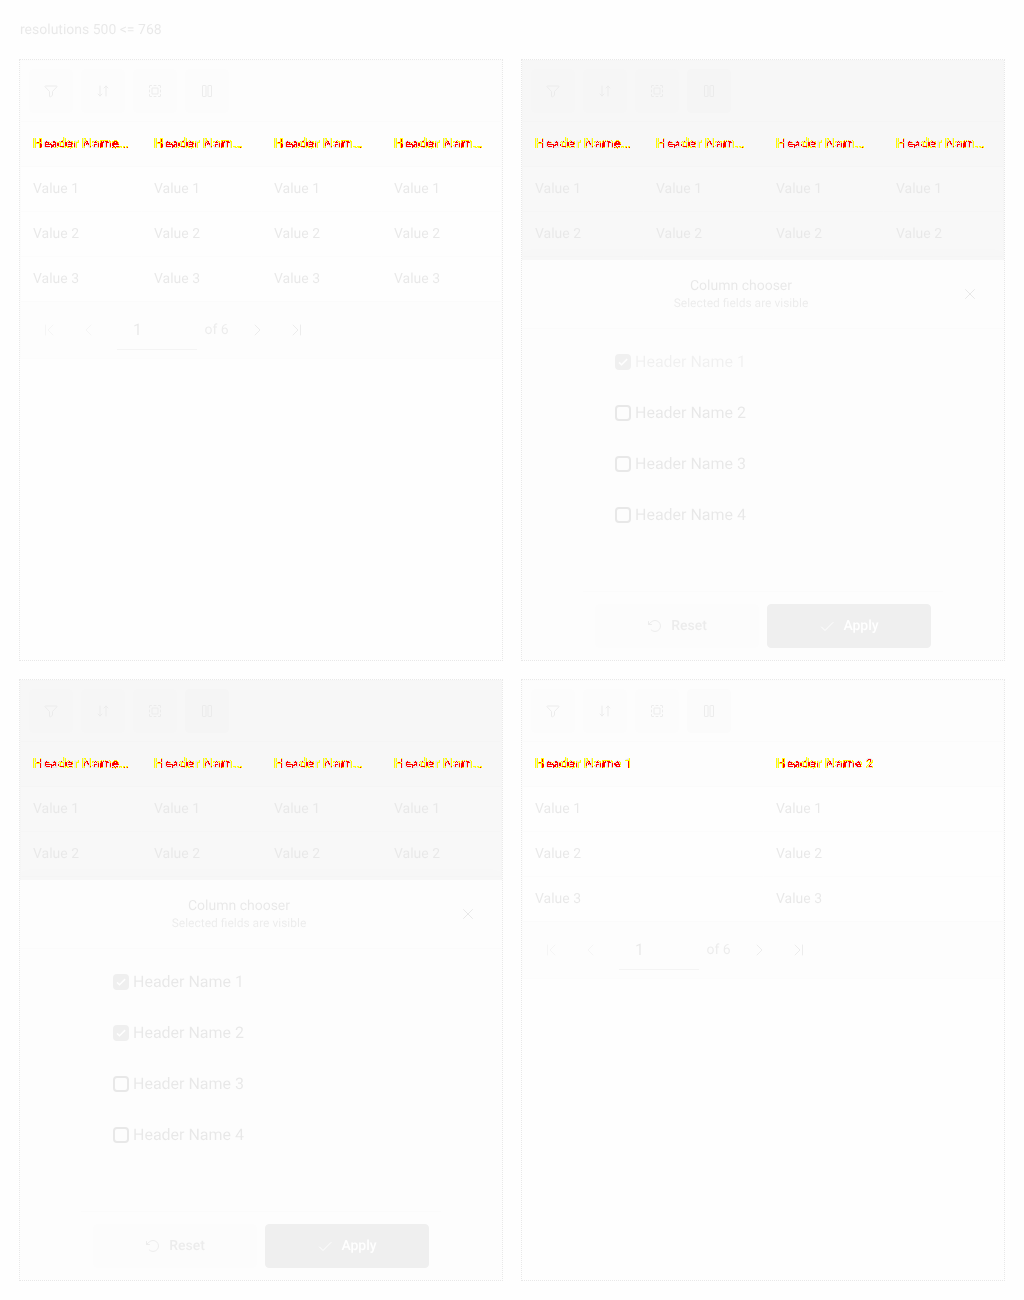 resolutions 500 <= 768
Header Name... Header Nam... Header Nam... Header Nam...
Value 1 Value 1 Value 1 Value 1
Value 2 Value 2 Value 2 Value 2
Value 3 Value 3 Value 3 Value 3
1 of 6
Header Name... Header Nam... Header Nam... Header Nam...
Value 1 Value 1 Value 1 Value 1
Value 2 Value 2 Value 2 Value 2
Column chooser
Selected fields are visible
Header Name 1
Header Name 2
Header Name 3
Header Name 4
Reset Apply
Header Name... Header Nam... Header Nam... Header Nam...
Value 1 Value 1 Value 1 Value 1
Value 2 Value 2 Value 2 Value 2
Column chooser
Selected fields are visible
Header Name 1
Header Name 2
Header Name 3
Header Name 4
Reset Apply
Header Name 1 Header Name 2
Value 1 Value 1
Value 2 Value 2
Value 3 Value 3
1 of 6